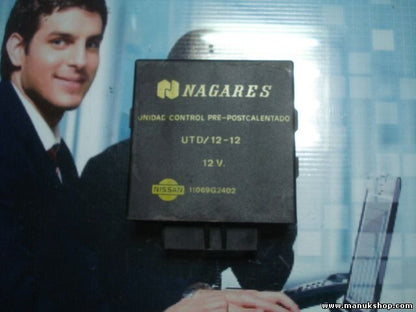 NAGARES
UNIDAD CONTROL PRE-POSTCALENTADO
UTD/12-12
12 V.
NISSAN 11069G2402
www.manukshop.com